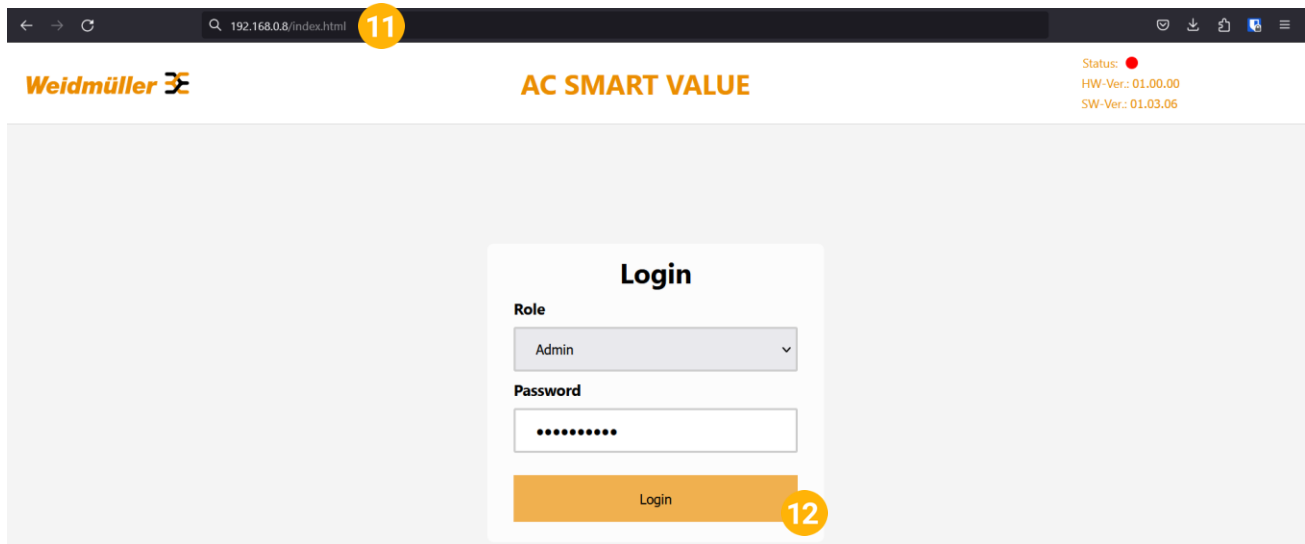 192.168.0.8/index.html
11
Weidmüller
AC SMART VALUE
Status:
HW-Ver.: 01.00.00
SW-Ver.: 01.03.06
Login
Role
Admin
Password
••••••••••
Login
12